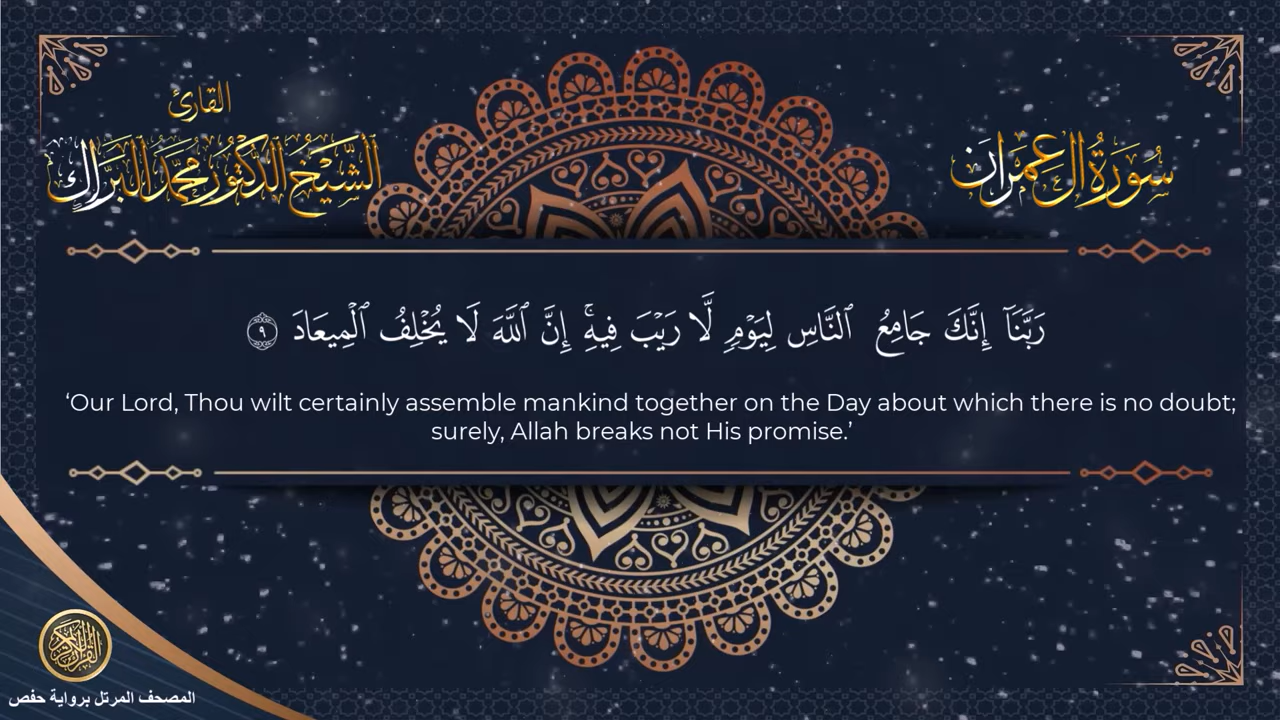 القارئ
الشيخ الدكتور محمد البراك
سورة آل عمران
رَبَّنَآ إِنَّكَ جَامِعُ ٱلنَّاسِ لِيَوْمٍ لَّا رَيْبَ فِيهِۚ إِنَّ ٱللَّهَ لَا يُخْلِفُ ٱلْمِيعَادَ ٩
‘Our Lord, Thou wilt certainly assemble mankind together on the Day about which there is no doubt;
surely, Allah breaks not His promise.’
القرآن الكريم
المصحف المرتل برواية حفص